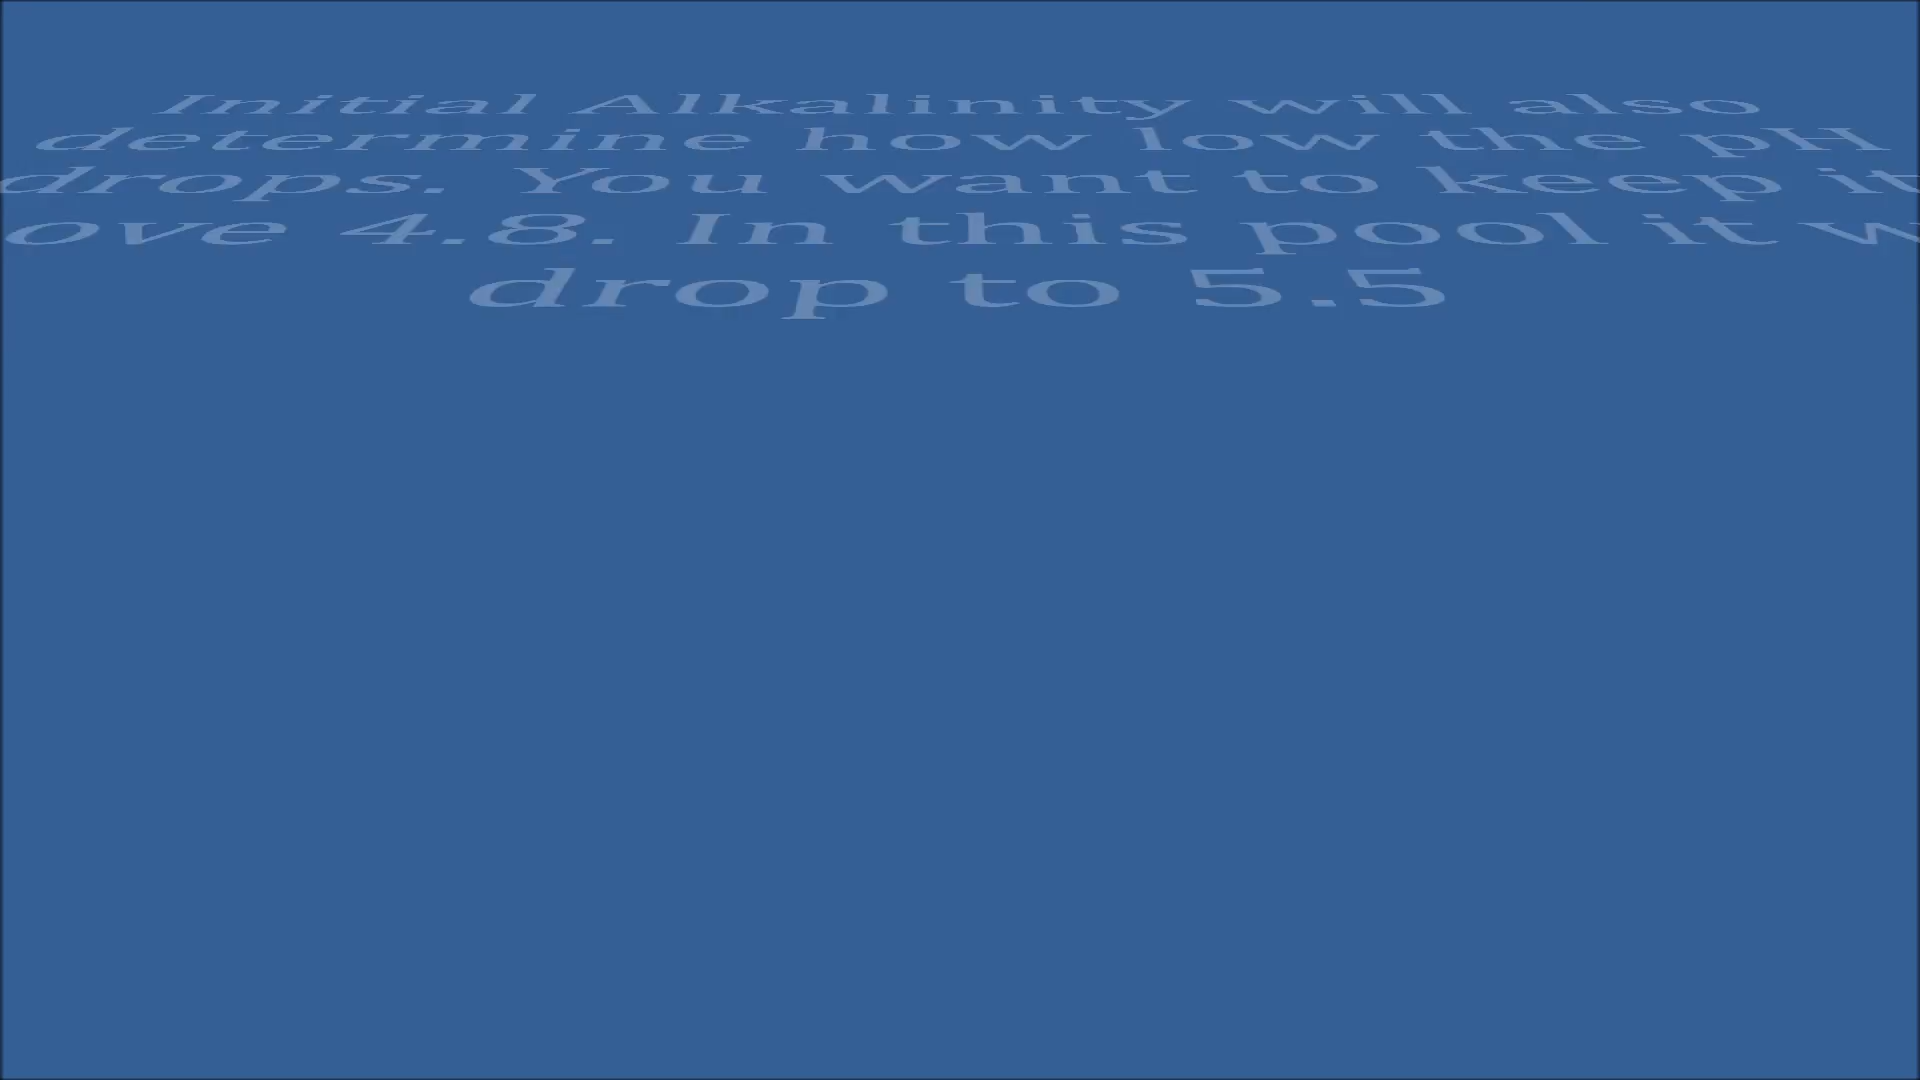 Initial Alkalinity will also
determine how low the pH
drops. You want to keep it
ove 4.8. In this pool it w
drop to 5.5